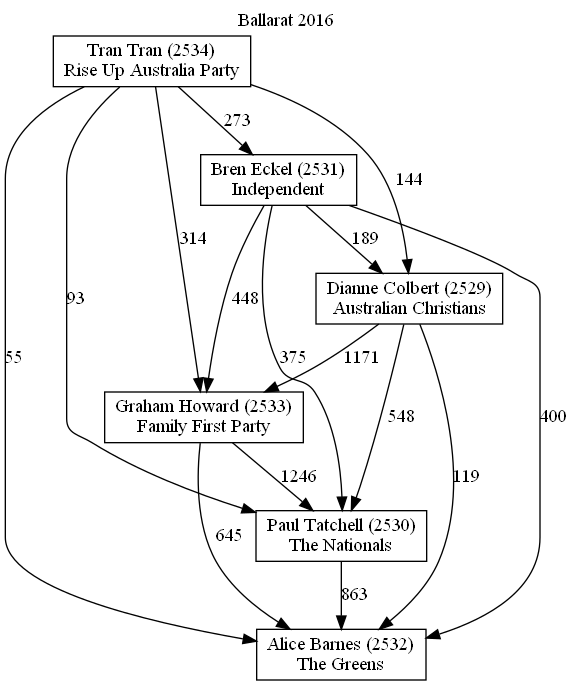 Ballarat 2016
Tran Tran (2534)
Rise Up Australia Party
273
Bren Eckel (2531)
Independent
144
314
189
448
93
Dianne Colbert (2529)
Australian Christians
55
375
1171
Graham Howard (2533)
Family First Party
548
400
1246
119
645
Paul Tatchell (2530)
The Nationals
863
Alice Barnes (2532)
The Greens